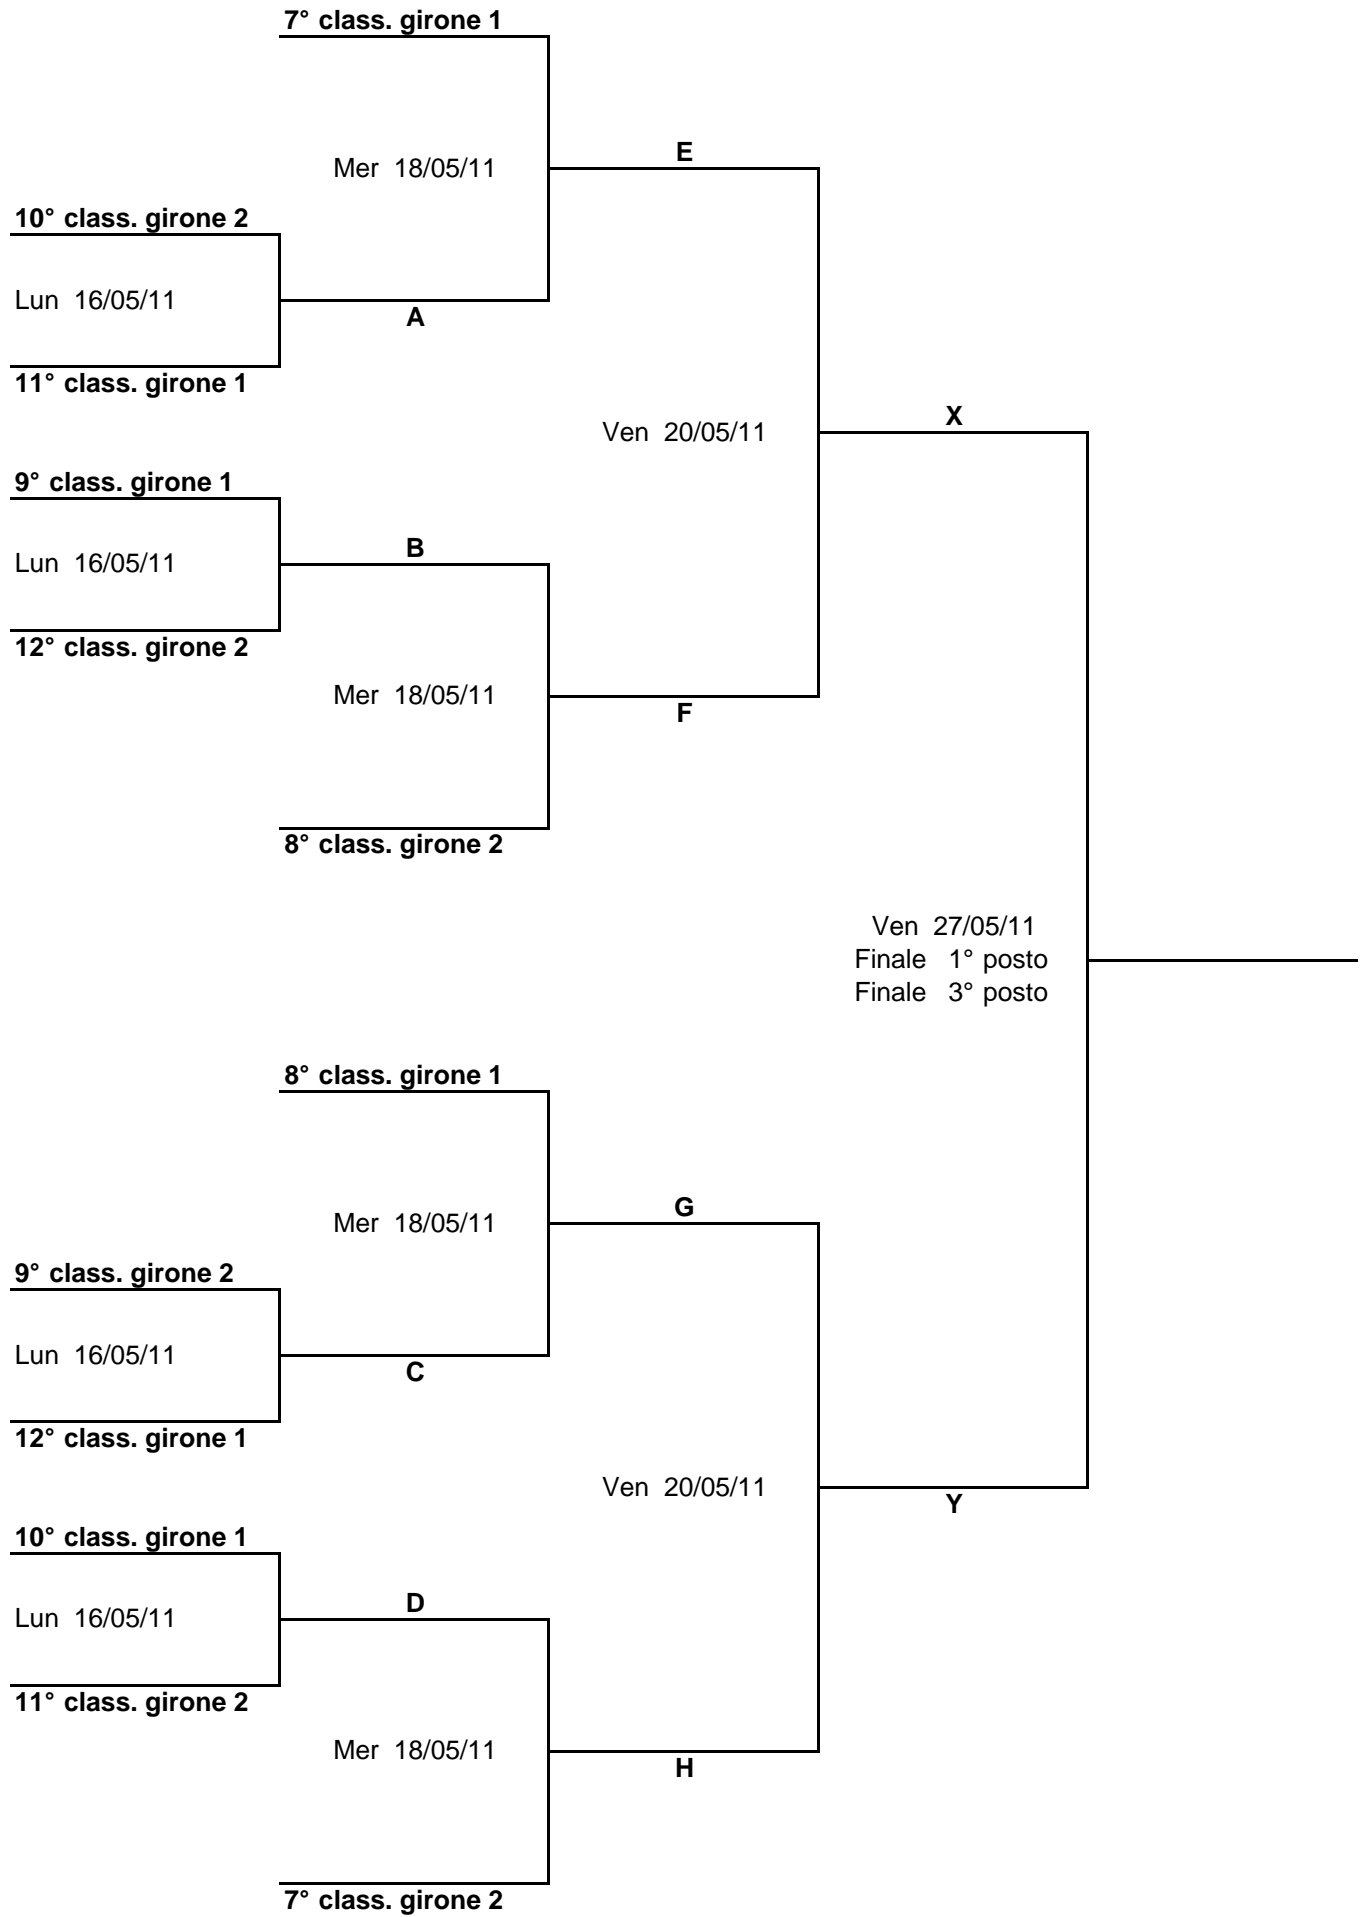 7° class. girone 1
E
Mer 18/05/11
10° class. girone 2
Lun 16/05/11
A
11° class. girone 1
X
Ven 20/05/11
9° class. girone 1
B
Lun 16/05/11
12° class. girone 2
Mer 18/05/11
F
8° class. girone 2
Ven 27/05/11
Finale 1° posto
Finale 3° posto
8° class. girone 1
G
Mer 18/05/11
9° class. girone 2
Lun 16/05/11
C
12° class. girone 1
Ven 20/05/11
Y
10° class. girone 1
D
Lun 16/05/11
11° class. girone 2
Mer 18/05/11
H
7° class. girone 2